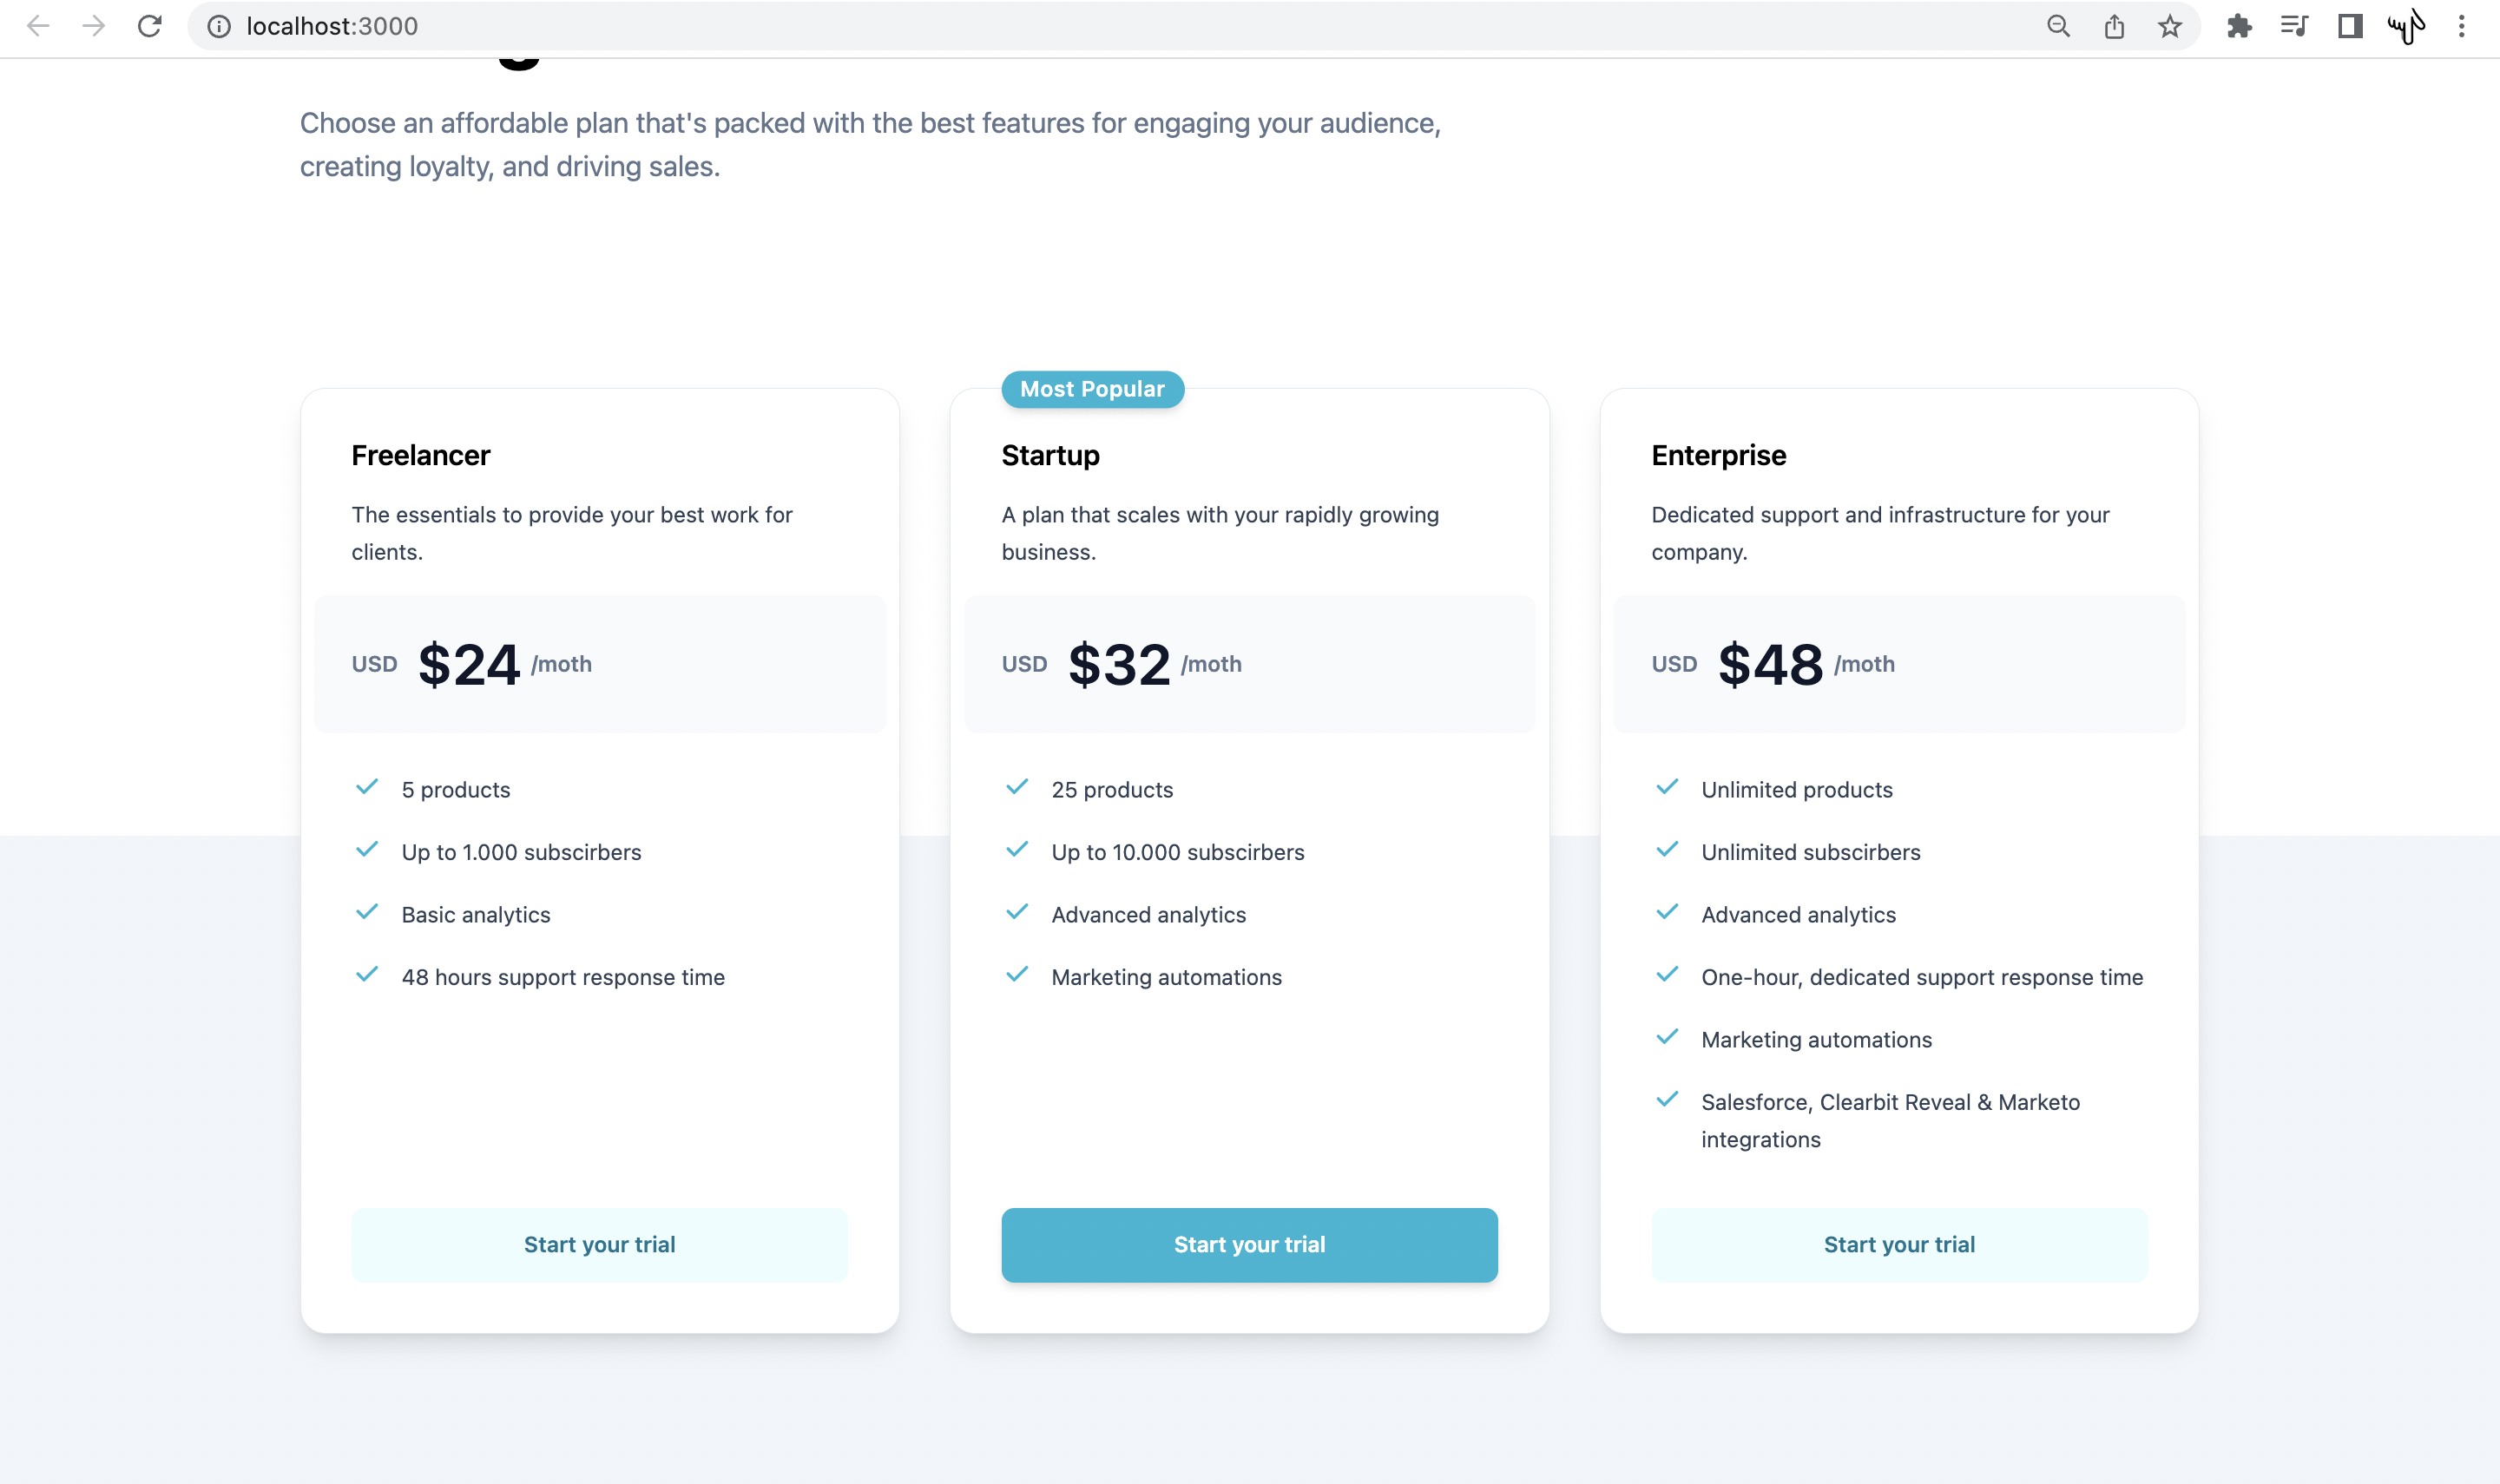 localhost:3000
Choose an affordable plan that's packed with the best features for engaging your audience,
creating loyalty, and driving sales.
Freelancer
The essentials to provide your best work for
clients.
USD $24 /moth
5 products
Up to 1.000 subscirbers
Basic analytics
48 hours support response time
Start your trial
Most Popular
Startup
A plan that scales with your rapidly growing
business.
USD $32 /moth
25 products
Up to 10.000 subscirbers
Advanced analytics
Marketing automations
Start your trial
Enterprise
Dedicated support and infrastructure for your
company.
USD $48 /moth
Unlimited products
Unlimited subscirbers
Advanced analytics
One-hour, dedicated support response time
Marketing automations
Salesforce, Clearbit Reveal & Marketo
integrations
Start your trial